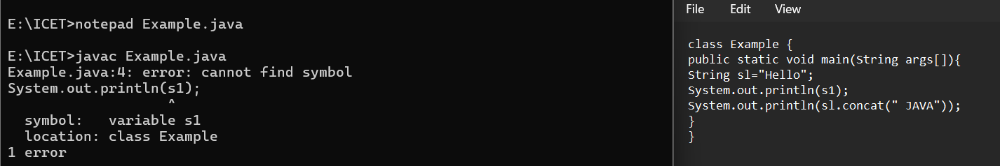 E:\ICET>notepad Example.java
E:\ICET>javac Example.java
Example.java:4: error: cannot find symbol
System.out.println(s1);
^
symbol:   variable s1
location: class Example
1 error
File Edit View
class Example {
public static void main(String args[]){
String sl="Hello";
System.out.println(s1);
System.out.println(sl.concat(" JAVA"));
}
}